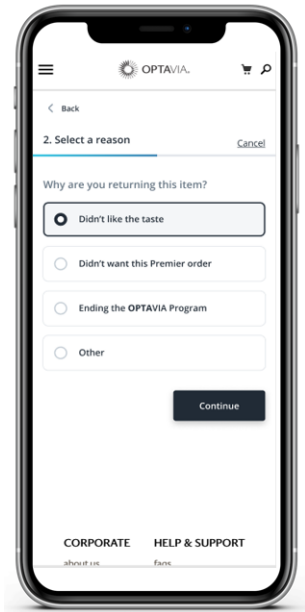 OPTAVIA.
Back
2. Select a reason
Cancel
Why are you returning this item?
Didn't like the taste
Didn't want this Premier order
Ending the OPTAVIA Program
Other
Continue
CORPORATE HELP & SUPPORT
about us faqs